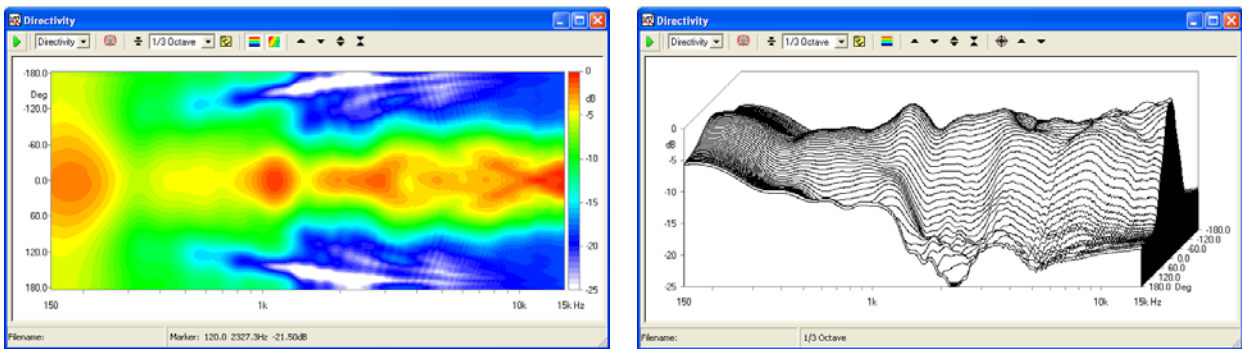 Directivity
Directivity
1/3 Octave
-180.0
Deg
-120.0
-60.0
0.0
60.0
120.0
180.0
150
1k
10k
15k Hz
0
dB
-5
-10
-15
-20
-25
Filename:
Marker: 120.0 2327.3Hz -21.50dB
Directivity
Directivity
1/3 Octave
0
dB
-5
-10
-15
-20
-25
150
1k
10k
15k Hz
-180.0
-120.0
-60.0
0.0
60.0
120.0
180.0 Deg
Filename:
1/3 Octave